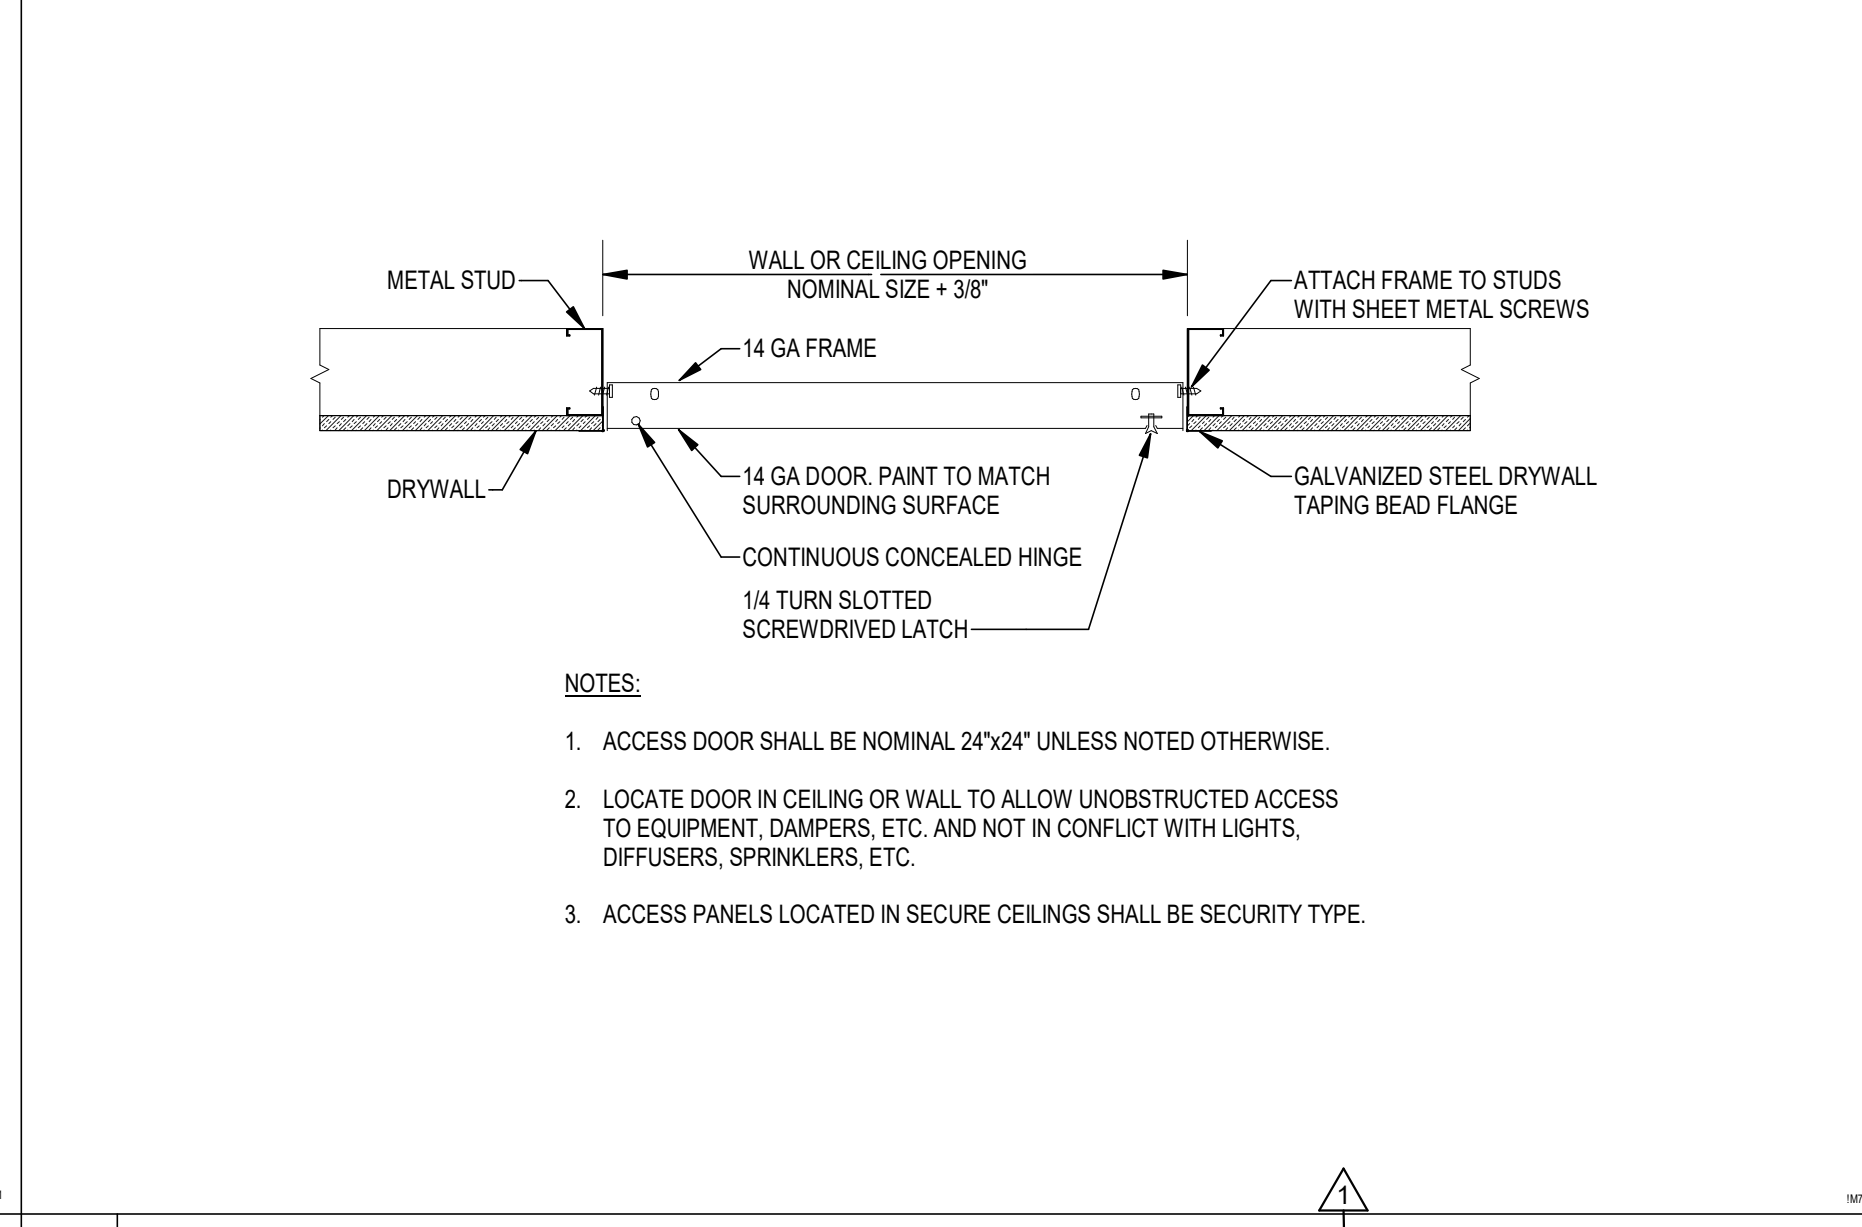 WALL OR CEILING OPENING
NOMINAL SIZE + 3/8"
METAL STUD
ATTACH FRAME TO STUDS
WITH SHEET METAL SCREWS
14 GA FRAME
DRYWALL
14 GA DOOR. PAINT TO MATCH
SURROUNDING SURFACE
GALVANIZED STEEL DRYWALL
TAPING BEAD FLANGE
CONTINUOUS CONCEALED HINGE
1/4 TURN SLOTTED
SCREWDRIVED LATCH
NOTES:
1. ACCESS DOOR SHALL BE NOMINAL 24"x24" UNLESS NOTED OTHERWISE.
2. LOCATE DOOR IN CEILING OR WALL TO ALLOW UNOBSTRUCTED ACCESS
TO EQUIPMENT, DAMPERS, ETC. AND NOT IN CONFLICT WITH LIGHTS,
DIFFUSERS, SPRINKLERS, ETC.
3. ACCESS PANELS LOCATED IN SECURE CEILINGS SHALL BE SECURITY TYPE.
1
!M7